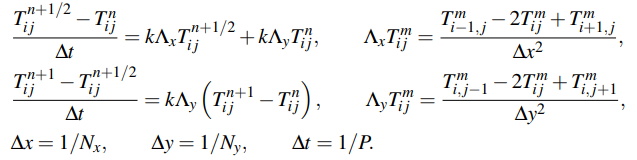 \frac{T_{ij}^{n+1/2} - T_{ij}^{n}}{\Delta t} = k\Lambda_x T_{ij}^{n+1/2} + k\Lambda_y T_{ij}^{n}, \qquad \Lambda_x T_{ij}^{m} = \frac{T_{i-1,j}^{m} - 2T_{ij}^{m} + T_{i+1,j}^{m}}{\Delta x^2},
\frac{T_{ij}^{n+1} - T_{ij}^{n+1/2}}{\Delta t} = k\Lambda_y \left( T_{ij}^{n+1} - T_{ij}^{n} \right), \qquad \Lambda_y T_{ij}^{m} = \frac{T_{i,j-1}^{m} - 2T_{ij}^{m} + T_{i,j+1}^{m}}{\Delta y^2},
\Delta x = 1/N_x, \qquad \Delta y = 1/N_y, \qquad \Delta t = 1/P.